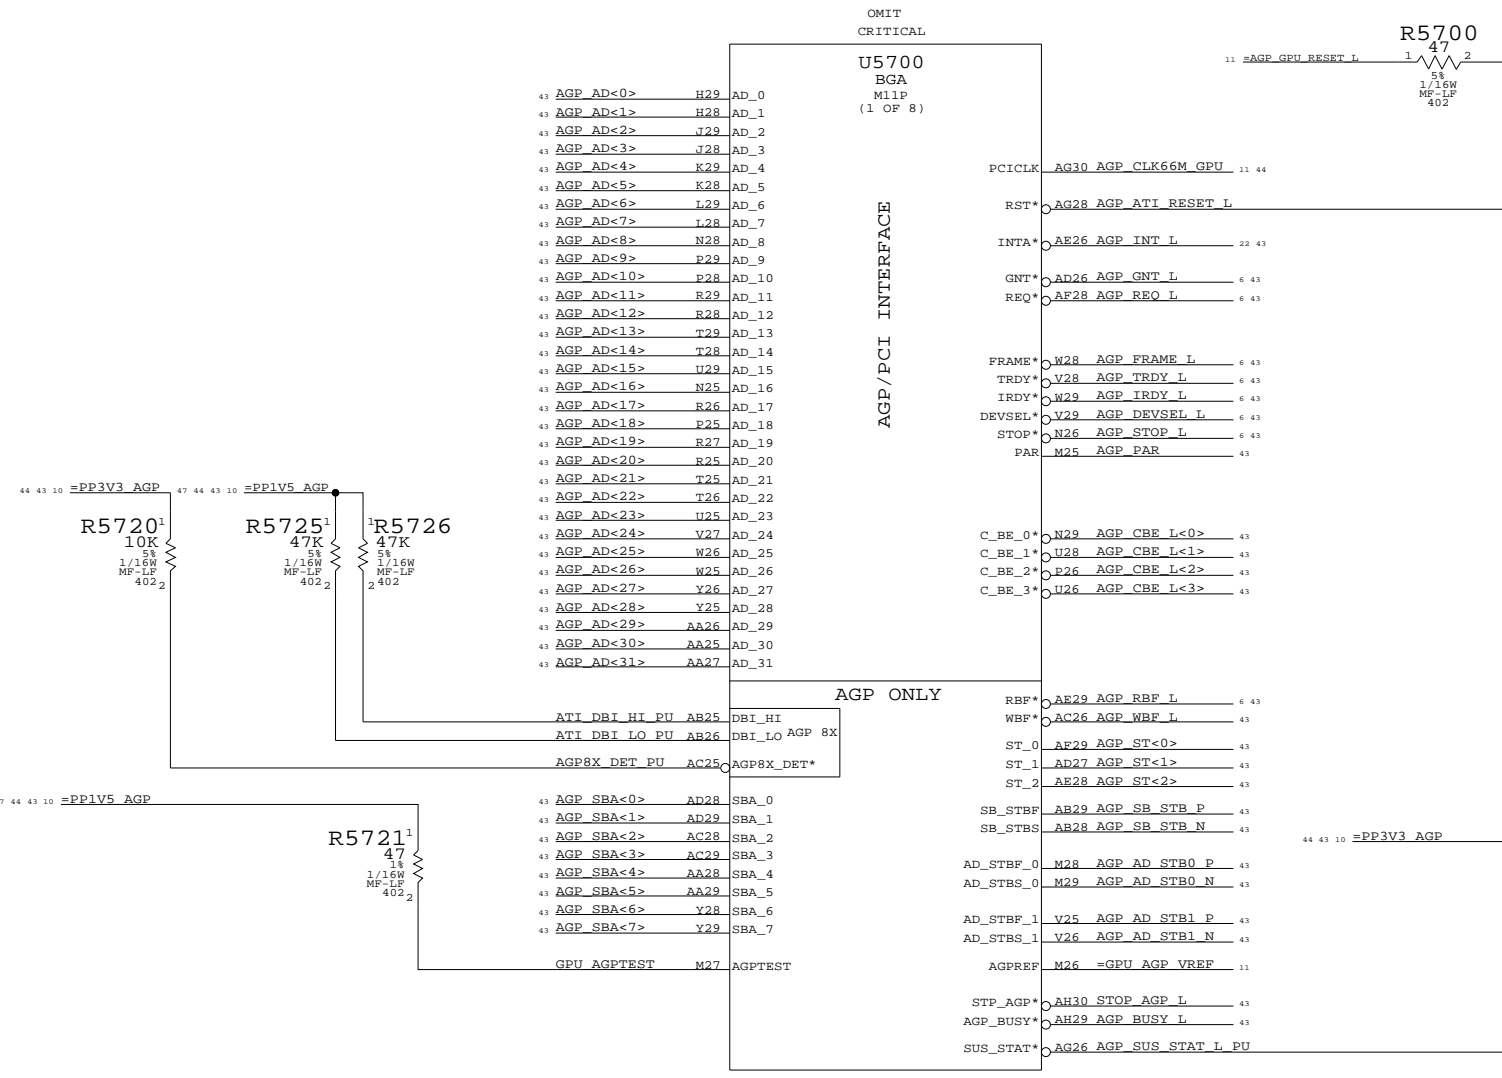 OMIT
CRITICAL
U5700
BGA
M11P
(1 OF 8)
R5700
47
1 2
5%
1/16W
MF-LF
402
11 =AGP_GPU_RESET_L
43 AGP_AD<0> H29 AD_0
43 AGP_AD<1> H28 AD_1
43 AGP_AD<2> J29 AD_2
43 AGP_AD<3> J28 AD_3
43 AGP_AD<4> K29 AD_4
43 AGP_AD<5> K28 AD_5
43 AGP_AD<6> L29 AD_6
43 AGP_AD<7> L28 AD_7
43 AGP_AD<8> N28 AD_8
43 AGP_AD<9> P29 AD_9
43 AGP_AD<10> P28 AD_10
43 AGP_AD<11> R29 AD_11
43 AGP_AD<12> R28 AD_12
43 AGP_AD<13> T29 AD_13
43 AGP_AD<14> T28 AD_14
43 AGP_AD<15> U29 AD_15
43 AGP_AD<16> N25 AD_16
43 AGP_AD<17> R26 AD_17
43 AGP_AD<18> P25 AD_18
43 AGP_AD<19> R27 AD_19
43 AGP_AD<20> R25 AD_20
43 AGP_AD<21> T25 AD_21
43 AGP_AD<22> T26 AD_22
43 AGP_AD<23> U25 AD_23
43 AGP_AD<24> V27 AD_24
43 AGP_AD<25> W26 AD_25
43 AGP_AD<26> W25 AD_26
43 AGP_AD<27> Y26 AD_27
43 AGP_AD<28> Y25 AD_28
43 AGP_AD<29> AA26 AD_29
43 AGP_AD<30> AA25 AD_30
43 AGP_AD<31> AA27 AD_31
AGP/PCI INTERFACE
PCICLK AG30 AGP_CLK66M_GPU 11 44
RST* AG28 AGP_ATI_RESET_L
INTA* AE26 AGP_INT_L 22 43
GNT* AD26 AGP_GNT_L 6 43
REQ* AF28 AGP_REQ_L 6 43
FRAME* W28 AGP_FRAME_L 6 43
TRDY* V28 AGP_TRDY_L 6 43
IRDY* W29 AGP_IRDY_L 6 43
DEVSEL* V29 AGP_DEVSEL_L 6 43
STOP* N26 AGP_STOP_L 6 43
PAR M25 AGP_PAR 43
C_BE_0* N29 AGP_CBE_L<0> 43
C_BE_1* U28 AGP_CBE_L<1> 43
C_BE_2* P26 AGP_CBE_L<2> 43
C_BE_3* U26 AGP_CBE_L<3> 43
44 43 10 =PP3V3_AGP
47 44 43 10 =PP1V5_AGP
R5720 1
10K
5%
1/16W
MF-LF
402 2
R5725 1
47K
5%
1/16W
MF-LF
402 2
1 R5726
47K
5%
1/16W
MF-LF
2 402
AGP ONLY
ATI_DBI_HI_PU AB25 DBI_HI
ATI_DBI_LO_PU AB26 DBI_LO
AGP 8X
AGP8X_DET_PU AC25 AGP8X_DET*
7 44 43 10 =PP1V5_AGP
R5721 1
47
1%
1/16W
MF-LF
402 2
43 AGP_SBA<0> AD28 SBA_0
43 AGP_SBA<1> AD29 SBA_1
43 AGP_SBA<2> AC28 SBA_2
43 AGP_SBA<3> AC29 SBA_3
43 AGP_SBA<4> AA28 SBA_4
43 AGP_SBA<5> AA29 SBA_5
43 AGP_SBA<6> Y28 SBA_6
43 AGP_SBA<7> Y29 SBA_7
GPU_AGPTEST M27 AGPTEST
RBF* AE29 AGP_RBF_L 6 43
WBF* AC26 AGP_WBF_L 43
ST_0 AF29 AGP_ST<0> 43
ST_1 AD27 AGP_ST<1> 43
ST_2 AE28 AGP_ST<2> 43
SB_STBF AB29 AGP_SB_STB_P 43
SB_STBS AB28 AGP_SB_STB_N 43
AD_STBF_0 M28 AGP_AD_STB0_P 43
AD_STBS_0 M29 AGP_AD_STB0_N 43
AD_STBF_1 V25 AGP_AD_STB1_P 43
AD_STBS_1 V26 AGP_AD_STB1_N 43
AGPREF M26 =GPU_AGP_VREF 11
STP_AGP* AH30 STOP_AGP_L 43
AGP_BUSY* AH29 AGP_BUSY_L 43
SUS_STAT* AG26 AGP_SUS_STAT_L_PU
44 43 10 =PP3V3_AGP